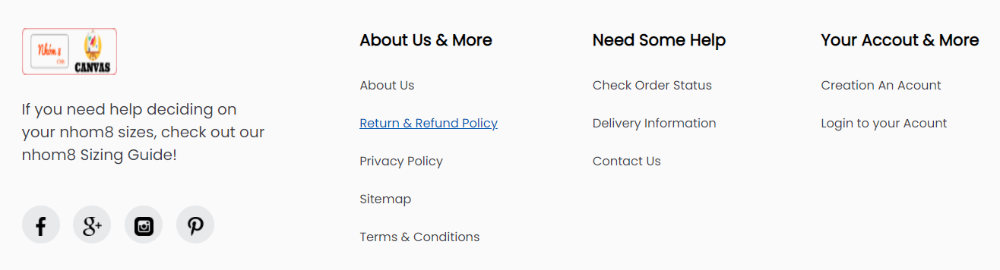 Nhóm 8
CANVAS
If you need help deciding on
your nhom8 sizes, check out our
nhom8 Sizing Guide!
About Us & More
About Us
Return & Refund Policy
Privacy Policy
Sitemap
Terms & Conditions
Need Some Help
Check Order Status
Delivery Information
Contact Us
Your Accout & More
Creation An Acount
Login to your Acount